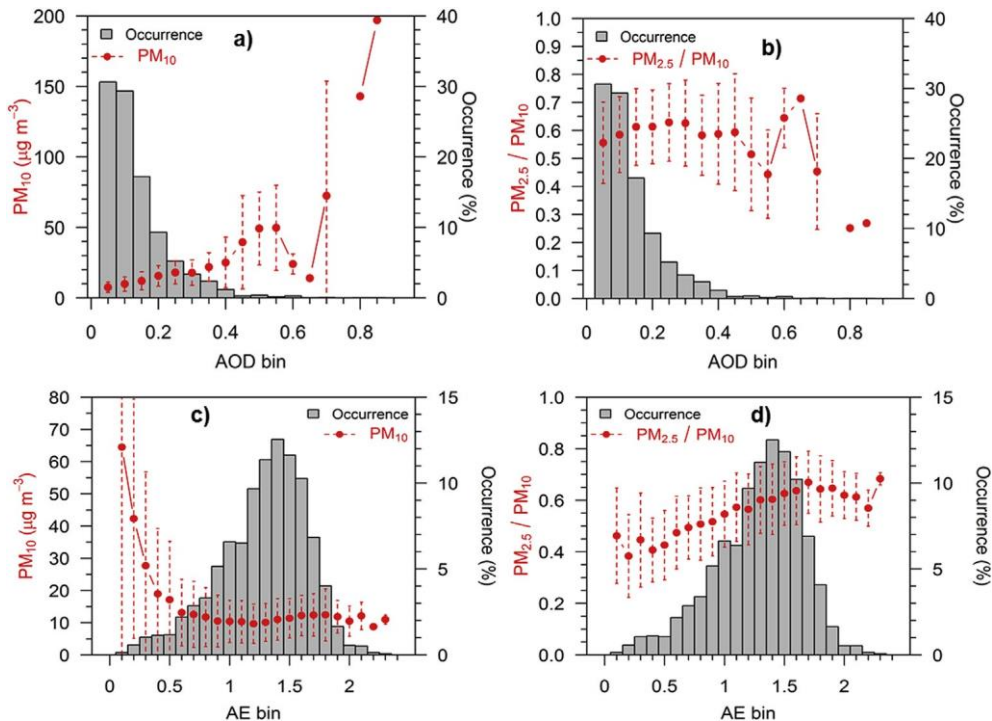 a)
Occurrence
PM10
PM10 (µg m−3)
200
150
100
50
0
40
30
20
10
0
Occurrence (%)
0
0.2
0.4
0.6
0.8
AOD bin
b)
Occurrence
PM2.5 / PM10
PM2.5 / PM10
1.0
0.9
0.8
0.7
0.6
0.5
0.4
0.3
0.2
0.1
0.0
40
30
20
10
0
Occurrence (%)
0
0.2
0.4
0.6
0.8
AOD bin
c)
Occurrence
PM10
PM10 (µg m−3)
80
70
60
50
40
30
20
10
0
15
10
5
0
Occurrence (%)
0
0.5
1
1.5
2
AE bin
d)
Occurrence
PM2.5 / PM10
PM2.5 / PM10
1.0
0.8
0.6
0.4
0.2
0.0
15
10
5
0
Occurrence (%)
0
0.5
1
1.5
2
AE bin